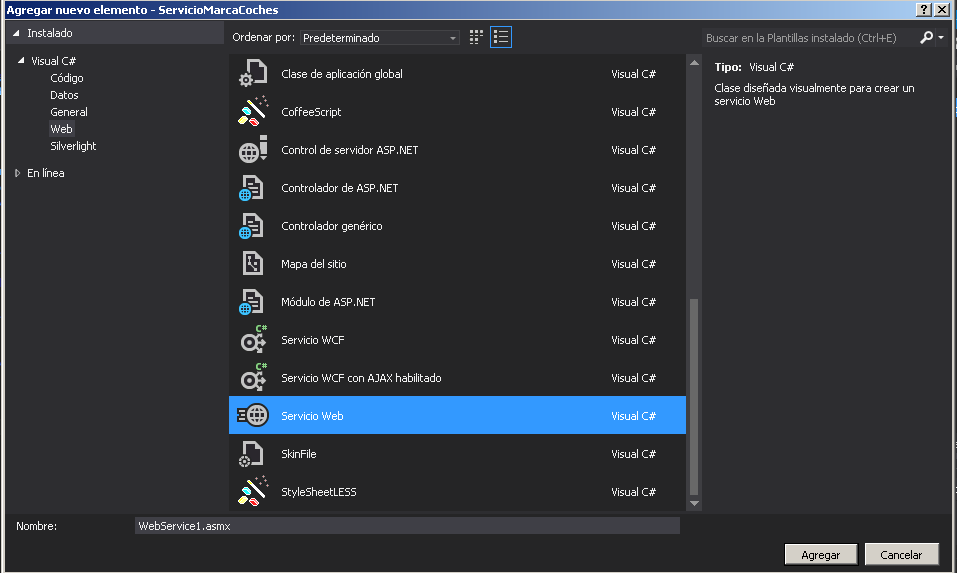 Agregar nuevo elemento - ServicioMarcaCoches
Instalado
Visual C#
Código
Datos
General
Web
Silverlight
En línea
Ordenar por: Predeterminado
Clase de aplicación global Visual C#
CoffeeScript Visual C#
Control de servidor ASP.NET Visual C#
Controlador de ASP.NET Visual C#
Controlador genérico Visual C#
Mapa del sitio Visual C#
Módulo de ASP.NET Visual C#
Servicio WCF Visual C#
Servicio WCF con AJAX habilitado Visual C#
Servicio Web Visual C#
SkinFile Visual C#
StyleSheetLESS Visual C#
Buscar en la Plantillas instalado (Ctrl+E)
Tipo: Visual C#
Clase diseñada visualmente para crear un
servicio Web
Nombre: WebService1.asmx
Agregar Cancelar